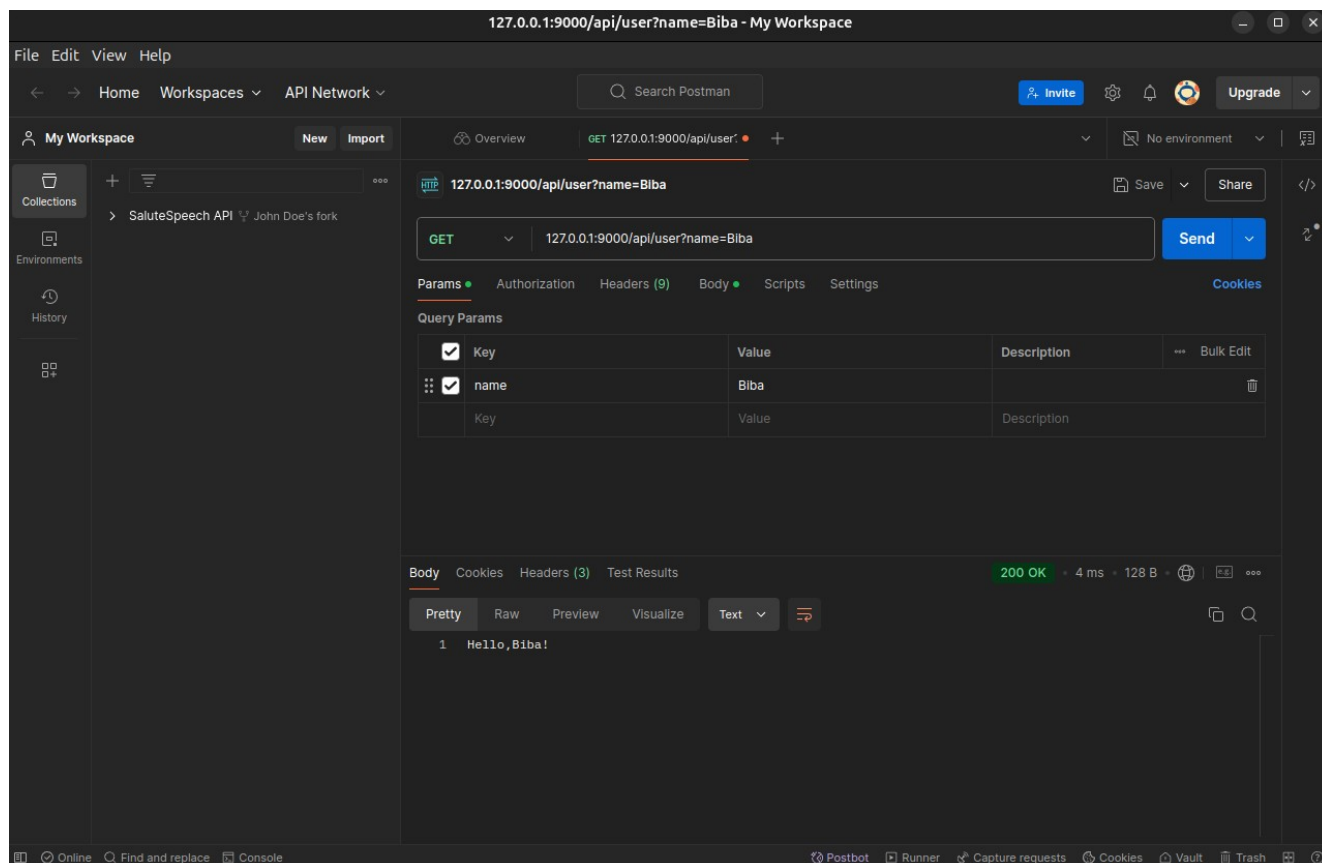 127.0.0.1:9000/api/user?name=Biba - My Workspace
File Edit View Help
Home Workspaces API Network Search Postman Invite Upgrade
My Workspace New Import Overview GET 127.0.0.1:9000/api/user? No environment
Collections
SaluteSpeech API John Doe's fork
Environments
History
HTTP 127.0.0.1:9000/api/user?name=Biba Save Share
GET 127.0.0.1:9000/api/user?name=Biba Send
Params Authorization Headers (9) Body Scripts Settings Cookies
Query Params
Key Value Description Bulk Edit
name Biba
Key Value Description
Body Cookies Headers (3) Test Results 200 OK 4 ms 128 B
Pretty Raw Preview Visualize Text
1 Hello,Biba!
Online Find and replace Console Postbot Runner Capture requests Cookies Vault Trash